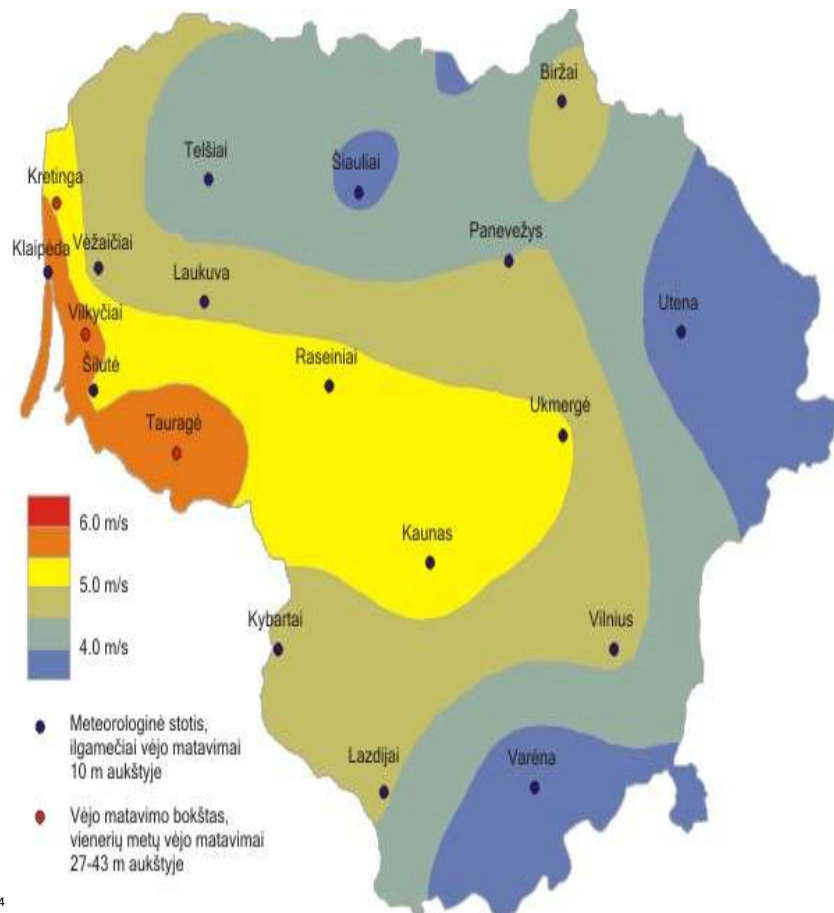 Biržai
Telšiai
Šiauliai
Kretinga
Panevėžys
Klaipėda
Vėžaičiai
Laukuva
Utena
Vilkyčiai
Raseiniai
Šilutė
Ukmergė
Tauragė
6.0 m/s
Kaunas
5.0 m/s
Kybartai
Vilnius
4.0 m/s
Meteorologinė stotis,
ilgamečiai vėjo matavimai
10 m aukštyje
Lazdijai
Varėna
Vėjo matavimo bokštas,
vienerių metų vėjo matavimai
27-43 m aukštyje
4